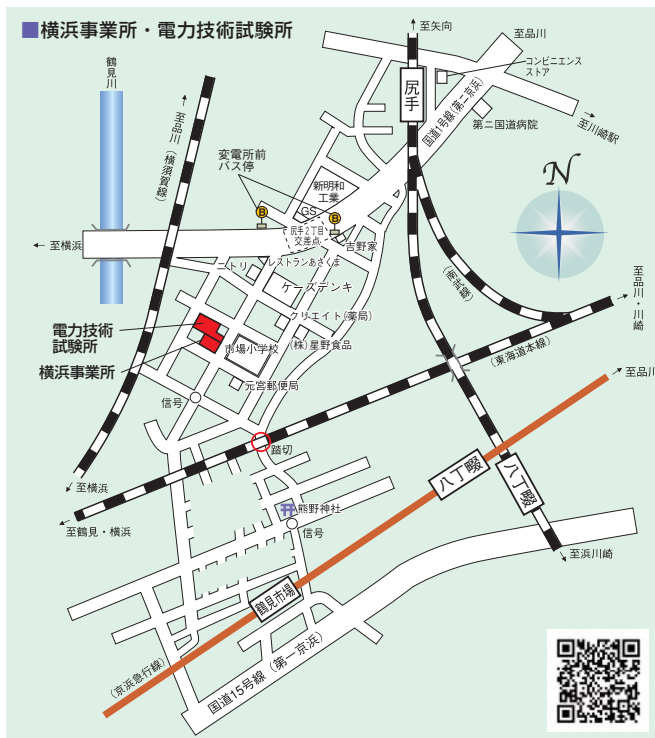 ■横浜事業所・電力技術試験所
至矢向
至品川
コンビニエンス
ストア
鶴見川
尻手
国道1号線(第二京浜)
第二国道病院
至川崎駅
至品川
(横須賀線)
変電所前
バス停
新明和
工業
GS
B
B
N
尻手2丁目
交差点
吉野家
至横浜
ニトリ
レストランあさくま
ケーズデンキ
(南武線)
至品川・川崎
クリエイト(薬局)
電力技術
試験所
市場小学校
(株)星野食品
(東海道本線)
横浜事業所
元宮郵便局
至品川
信号
踏切
八丁畷
八丁畷
至横浜
熊野神社
至鶴見・横浜
信号
至浜川崎
鶴見市場
(京浜急行線)
国道15号線(第一京浜)